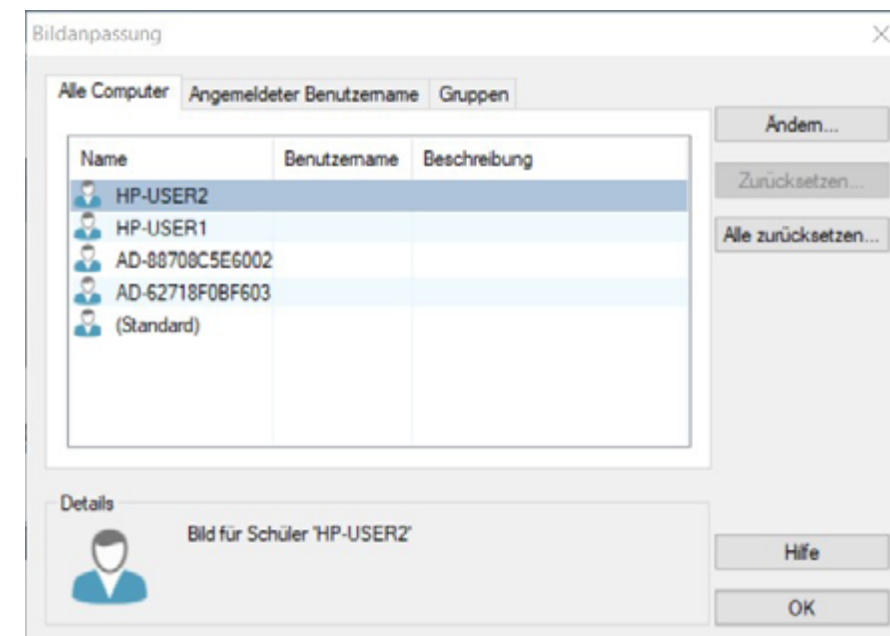 Bildanpassung
Alle Computer Angemeldeter Benutzername Gruppen
Ändern...
Name Benutzername Beschreibung
Zurücksetzen...
HP-USER2
HP-USER1
Alle zurücksetzen...
AD-88708C5E6002
AD-62718F0BF603
(Standard)
Details
Bild für Schüler 'HP-USER2'
Hilfe
OK